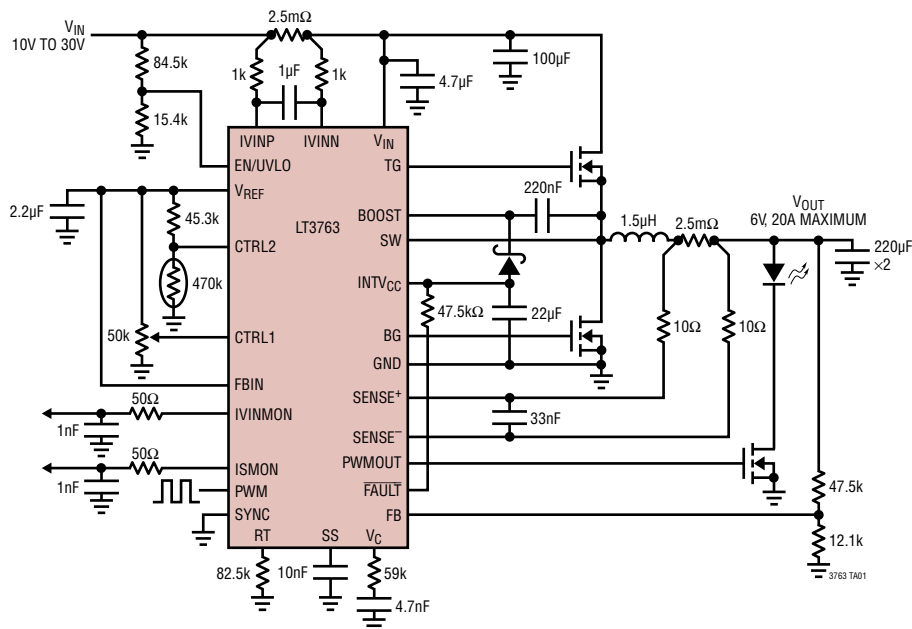 2.5mΩ
V_IN
10V TO 30V
84.5k
15.4k
1k
1µF
1k
4.7µF
100µF
IVINP
IVINN
V_IN
EN/UVLO
TG
V_REF
2.2µF
45.3k
LT3763
BOOST
220nF
SW
1.5µH
2.5mΩ
V_OUT
6V, 20A MAXIMUM
220µF
×2
CTRL2
470k
INTV_CC
47.5kΩ
22µF
50k
CTRL1
BG
10Ω
10Ω
GND
FBIN
SENSE+
33nF
50Ω
IVINMON
1nF
SENSE–
50Ω
ISMON
PWMOUT
1nF
PWM
FAULT
47.5k
SYNC
FB
RT
SS
V_C
12.1k
82.5k
10nF
59k
4.7nF
3763 TA01